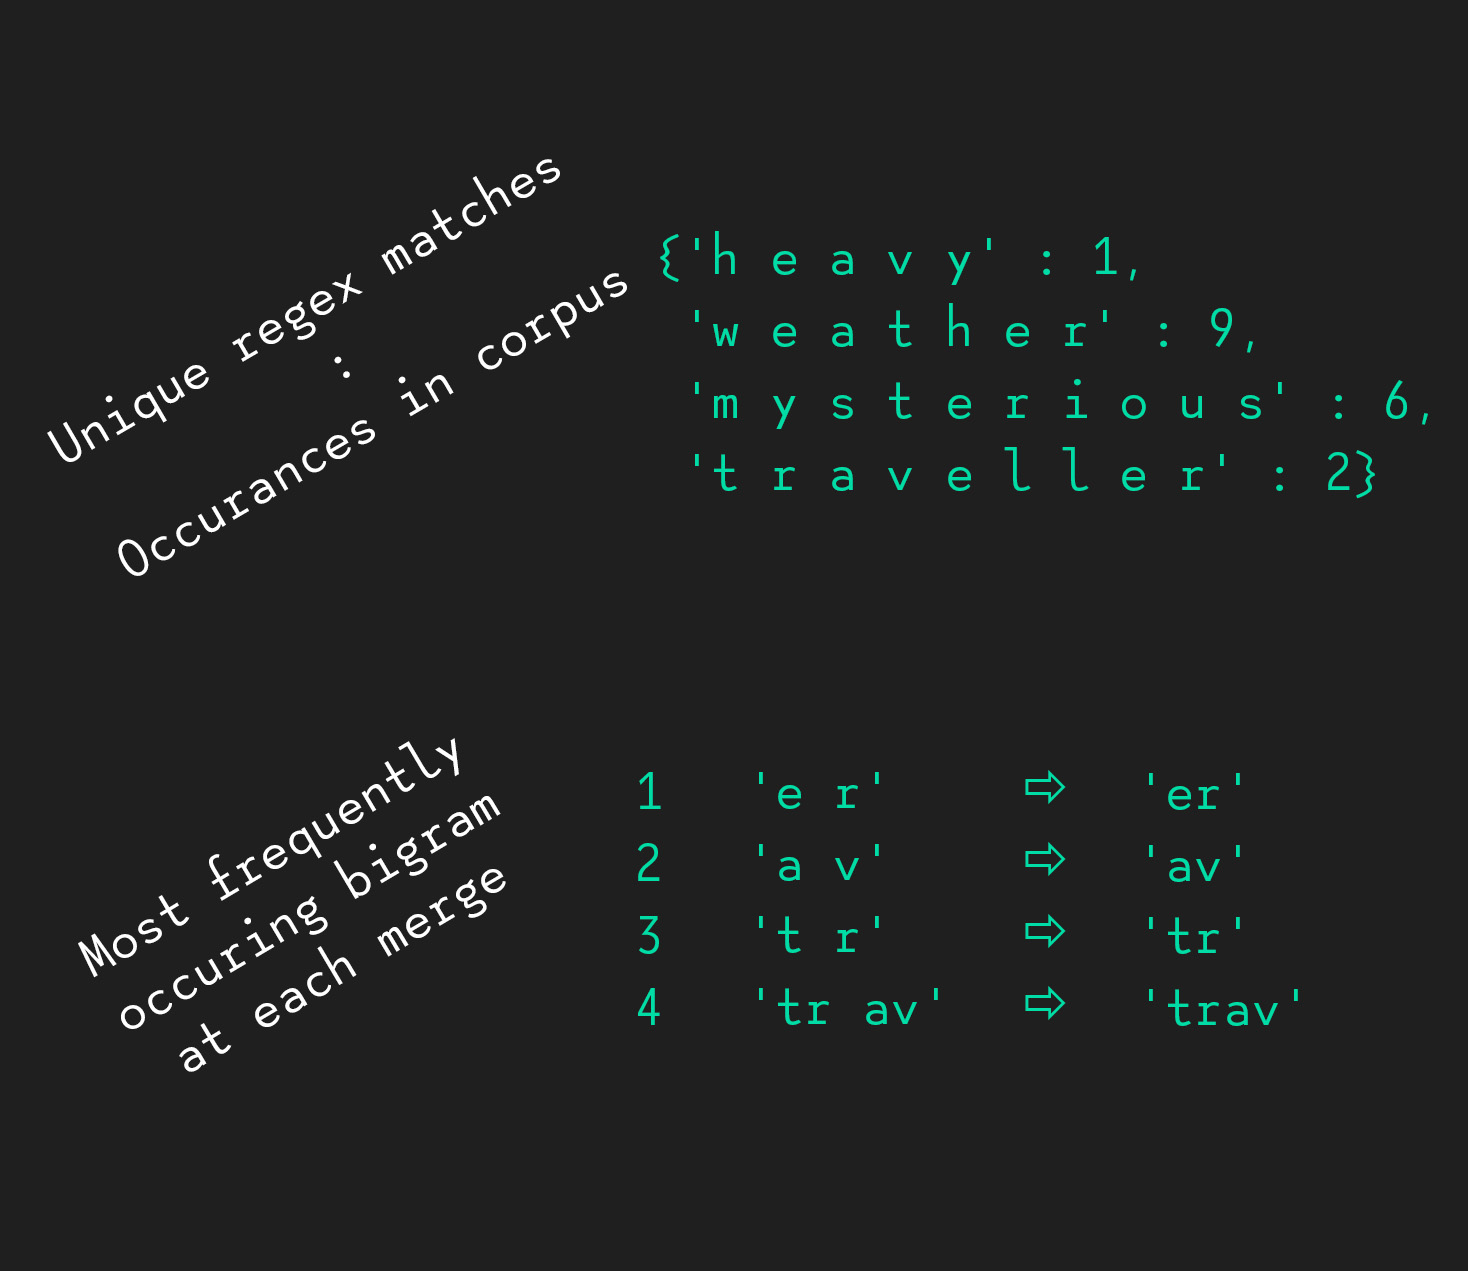 Unique regex matches
:
Occurances in corpus
{'h e a v y' : 1,
'w e a t h e r' : 9,
'm y s t e r i o u s' : 6,
't r a v e l l e r' : 2}
Most frequently
occuring bigram
at each merge
1 'e r' ⇨ 'er'
2 'a v' ⇨ 'av'
3 't r' ⇨ 'tr'
4 'tr av' ⇨ 'trav'